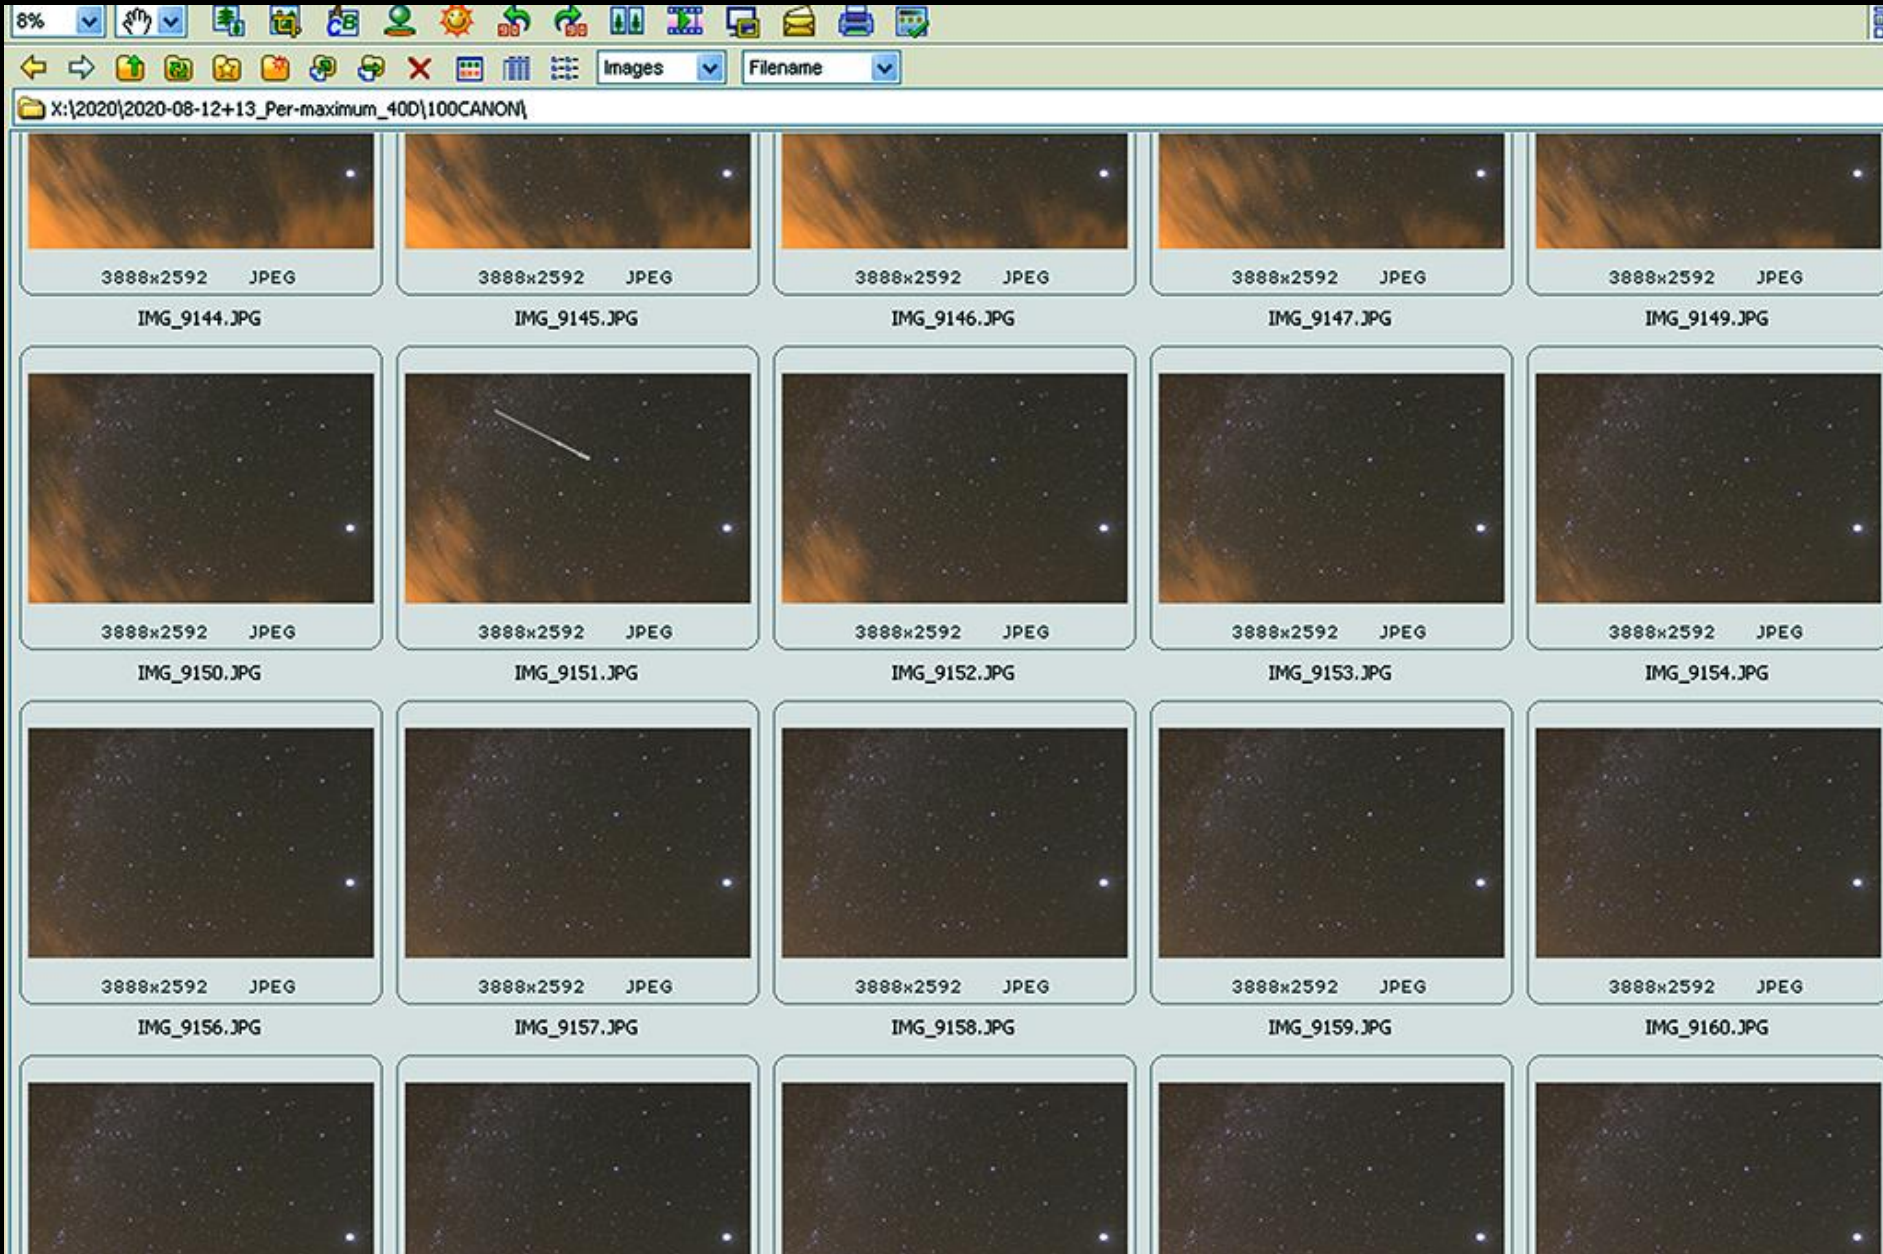 8%
Images Filename
X:\2020\2020-08-12+13_Per-maximum_40D\100CANON\
3888x2592 JPEG 3888x2592 JPEG 3888x2592 JPEG 3888x2592 JPEG 3888x2592 JPEG
IMG_9144.JPG IMG_9145.JPG IMG_9146.JPG IMG_9147.JPG IMG_9149.JPG
3888x2592 JPEG 3888x2592 JPEG 3888x2592 JPEG 3888x2592 JPEG 3888x2592 JPEG
IMG_9150.JPG IMG_9151.JPG IMG_9152.JPG IMG_9153.JPG IMG_9154.JPG
3888x2592 JPEG 3888x2592 JPEG 3888x2592 JPEG 3888x2592 JPEG 3888x2592 JPEG
IMG_9156.JPG IMG_9157.JPG IMG_9158.JPG IMG_9159.JPG IMG_9160.JPG